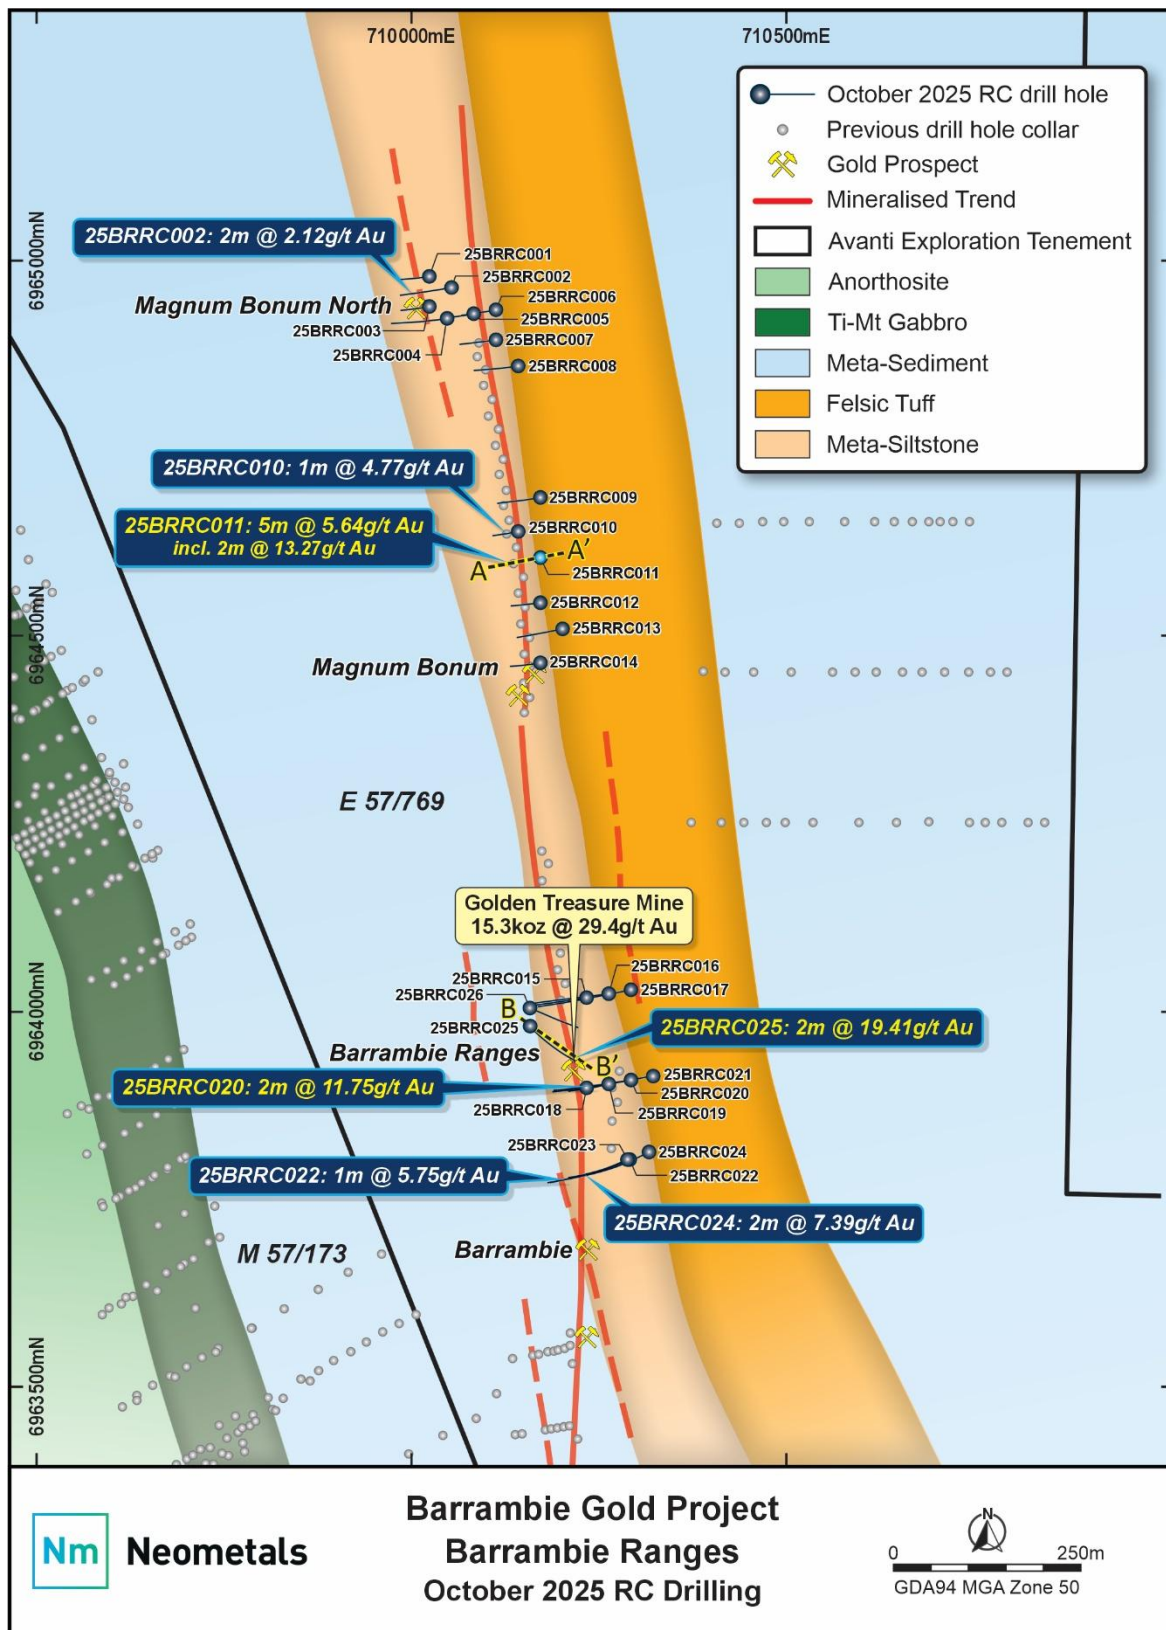 710000mE
710500mE
October 2025 RC drill hole
Previous drill hole collar
Gold Prospect
Mineralised Trend
Avanti Exploration Tenement
Anorthosite
Ti-Mt Gabbro
Meta-Sediment
Felsic Tuff
Meta-Siltstone
6965000mN
25BRRC002: 2m @ 2.12g/t Au
25BRRC001
25BRRC002
Magnum Bonum North
25BRRC006
25BRRC005
25BRRC003
25BRRC007
25BRRC004
25BRRC008
25BRRC010: 1m @ 4.77g/t Au
25BRRC009
25BRRC011: 5m @ 5.64g/t Au
incl. 2m @ 13.27g/t Au
25BRRC010
A
A'
25BRRC011
25BRRC012
6964500mN
25BRRC013
Magnum Bonum
25BRRC014
E 57/769
Golden Treasure Mine
15.3koz @ 29.4g/t Au
25BRRC015
25BRRC016
25BRRC026
25BRRC017
6964000mN
B
25BRRC025
25BRRC025: 2m @ 19.41g/t Au
Barrambie Ranges
B'
25BRRC020: 2m @ 11.75g/t Au
25BRRC021
25BRRC020
25BRRC018
25BRRC019
25BRRC023
25BRRC024
25BRRC022: 1m @ 5.75g/t Au
25BRRC022
25BRRC024: 2m @ 7.39g/t Au
M 57/173
Barrambie
6963500mN
Nm Neometals
Barrambie Gold Project
Barrambie Ranges
October 2025 RC Drilling
N
0 250m
GDA94 MGA Zone 50